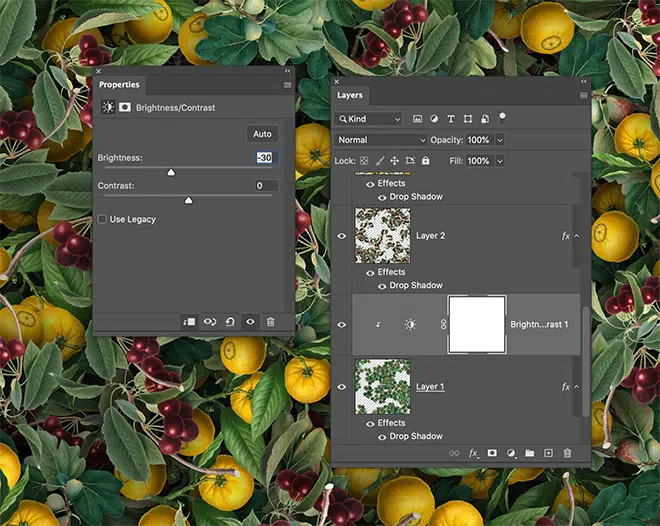 Properties
Brightness/Contrast
Auto
Brightness:
-30
Contrast:
0
Use Legacy
Layers
Kind
Normal
Opacity: 100%
Lock:
Fill: 100%
Effects
Drop Shadow
Layer 2
fx
Effects
Drop Shadow
Brightn...rast 1
Layer 1
fx
Effects
Drop Shadow
fx